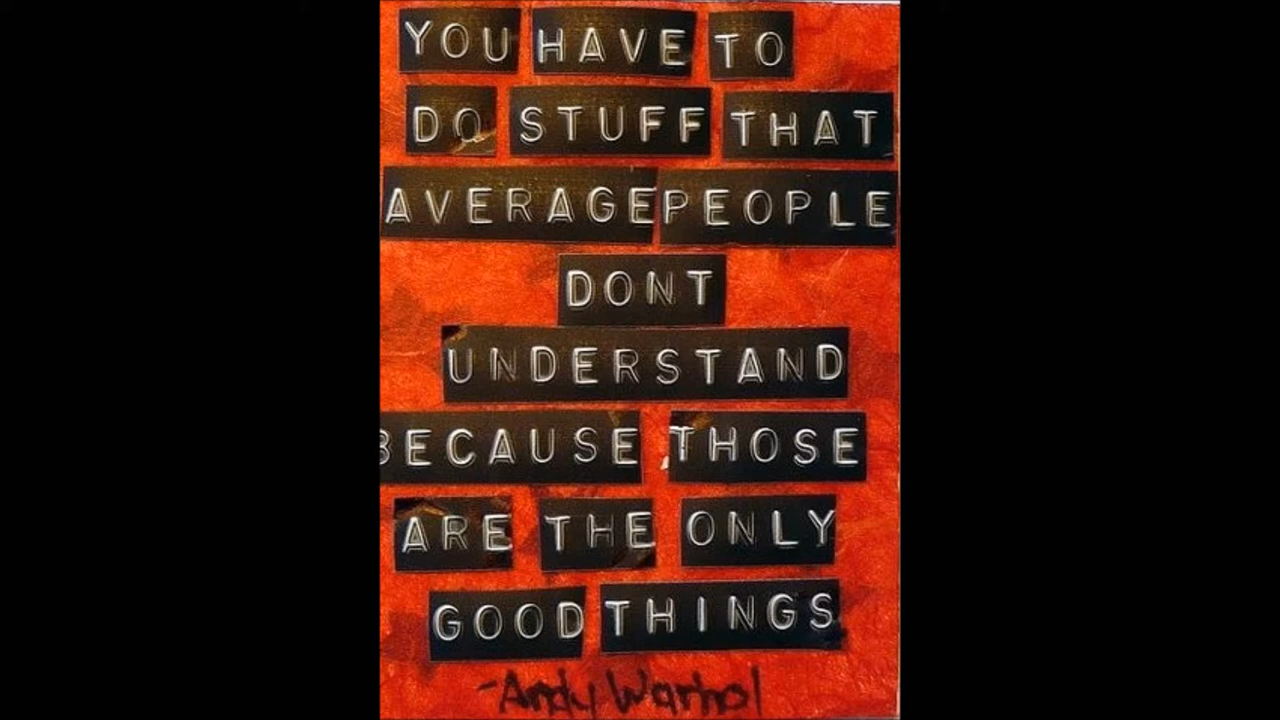 YOU HAVE TO
DO STUFF THAT
AVERAGE PEOPLE
DONT
UNDERSTAND
BECAUSE THOSE
ARE THE ONLY
GOOD THINGS
-Andy Warhol